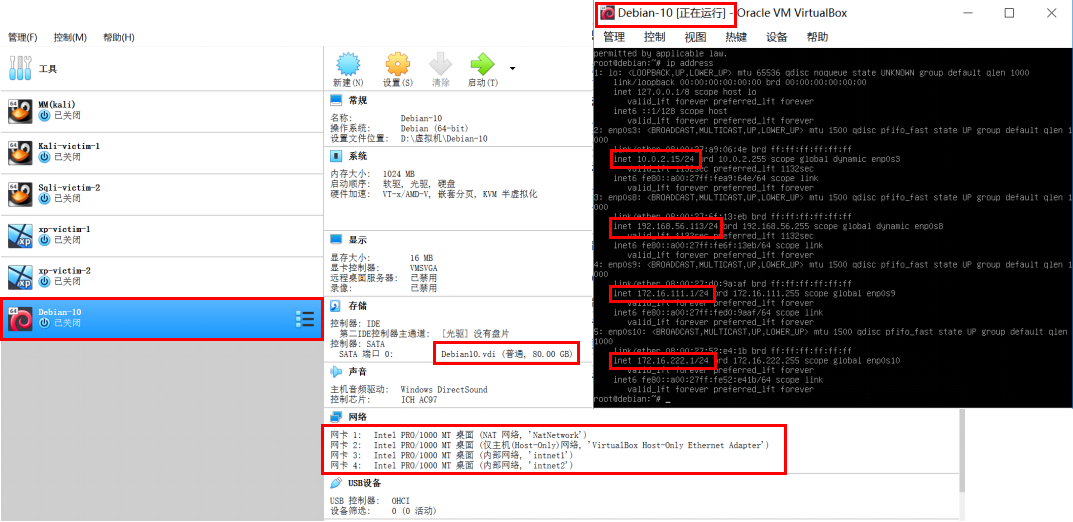 管理(F) 控制(M) 帮助(H)
工具
新建(N) 设置(S) 清除 启动(T)
64
MM(kali)
已关闭
64
Kali-victim-1
已关闭
64
Sqli-victim-2
已关闭
xp
xp-victim-1
已关闭
xp
xp-victim-2
已关闭
64
Debian-10
已关闭
常规
名称: Debian-10
操作系统: Debian (64-bit)
设置文件位置: D:\虚拟机\Debian-10
系统
内存大小: 1024 MB
启动顺序: 软驱, 光驱, 硬盘
硬件加速: VT-x/AMD-V, 嵌套分页, KVM 半虚拟化
显示
显存大小: 16 MB
显卡控制器: VMSVGA
远程桌面服务器: 已禁用
录像: 已禁用
存储
控制器: IDE
第二IDE控制器主通道: [光驱] 没有盘片
控制器: SATA
SATA 端口 0: Debian10.vdi (普通, 80.00 GB)
声音
主机音频驱动: Windows DirectSound
控制芯片: ICH AC97
网络
网卡 1: Intel PRO/1000 MT 桌面 (NAT 网络, 'NatNetwork')
网卡 2: Intel PRO/1000 MT 桌面 (仅主机(Host-Only)网络, 'VirtualBox Host-Only Ethernet Adapter')
网卡 3: Intel PRO/1000 MT 桌面 (内部网络, 'intnet1')
网卡 4: Intel PRO/1000 MT 桌面 (内部网络, 'intnet2')
USB设备
USB 控制器: OHCI
设备筛选: 0 (0 活动)
Debian-10 [正在运行] - Oracle VM VirtualBox
管理 控制 视图 热键 设备 帮助
permitted by applicable law.
root@debian:~# ip address
1: lo: <LOOPBACK,UP,LOWER_UP> mtu 65536 qdisc noqueue state UNKNOWN group default qlen 1000
link/loopback 00:00:00:00:00:00 brd 00:00:00:00:00:00
inet 127.0.0.1/8 scope host lo
valid_lft forever preferred_lft forever
inet6 ::1/128 scope host
valid_lft forever preferred_lft forever
2: enp0s3: <BROADCAST,MULTICAST,UP,LOWER_UP> mtu 1500 qdisc pfifo_fast state UP group default qlen 1
000
link/ether 08:00:27:a9:06:4e brd ff:ff:ff:ff:ff:ff
inet 10.0.2.15/24 brd 10.0.2.255 scope global dynamic enp0s3
valid_lft 1132sec preferred_lft 1132sec
inet6 fe80::a00:27ff:fea9:64e/64 scope link
valid_lft forever preferred_lft forever
3: enp0s8: <BROADCAST,MULTICAST,UP,LOWER_UP> mtu 1500 qdisc pfifo_fast state UP group default qlen 1
000
link/ether 08:00:27:6f:13:eb brd ff:ff:ff:ff:ff:ff
inet 192.168.56.113/24 brd 192.168.56.255 scope global dynamic enp0s8
valid_lft 1132sec preferred_lft 1132sec
inet6 fe80::a00:27ff:fe6f:13eb/64 scope link
valid_lft forever preferred_lft forever
4: enp0s9: <BROADCAST,MULTICAST,UP,LOWER_UP> mtu 1500 qdisc pfifo_fast state UP group default qlen 1
000
link/ether 08:00:27:d0:9a:af brd ff:ff:ff:ff:ff:ff
inet 172.16.111.1/24 brd 172.16.111.255 scope global enp0s9
valid_lft forever preferred_lft forever
inet6 fe80::a00:27ff:fed0:9aaf/64 scope link
valid_lft forever preferred_lft forever
5: enp0s10: <BROADCAST,MULTICAST,UP,LOWER_UP> mtu 1500 qdisc pfifo_fast state UP group default qlen
1000
link/ether 08:00:27:52:e4:1b brd ff:ff:ff:ff:ff:ff
inet 172.16.222.1/24 brd 172.16.222.255 scope global enp0s10
valid_lft forever preferred_lft forever
inet6 fe80::a00:27ff:fe52:e41b/64 scope link
valid_lft forever preferred_lft forever
root@debian:~# _